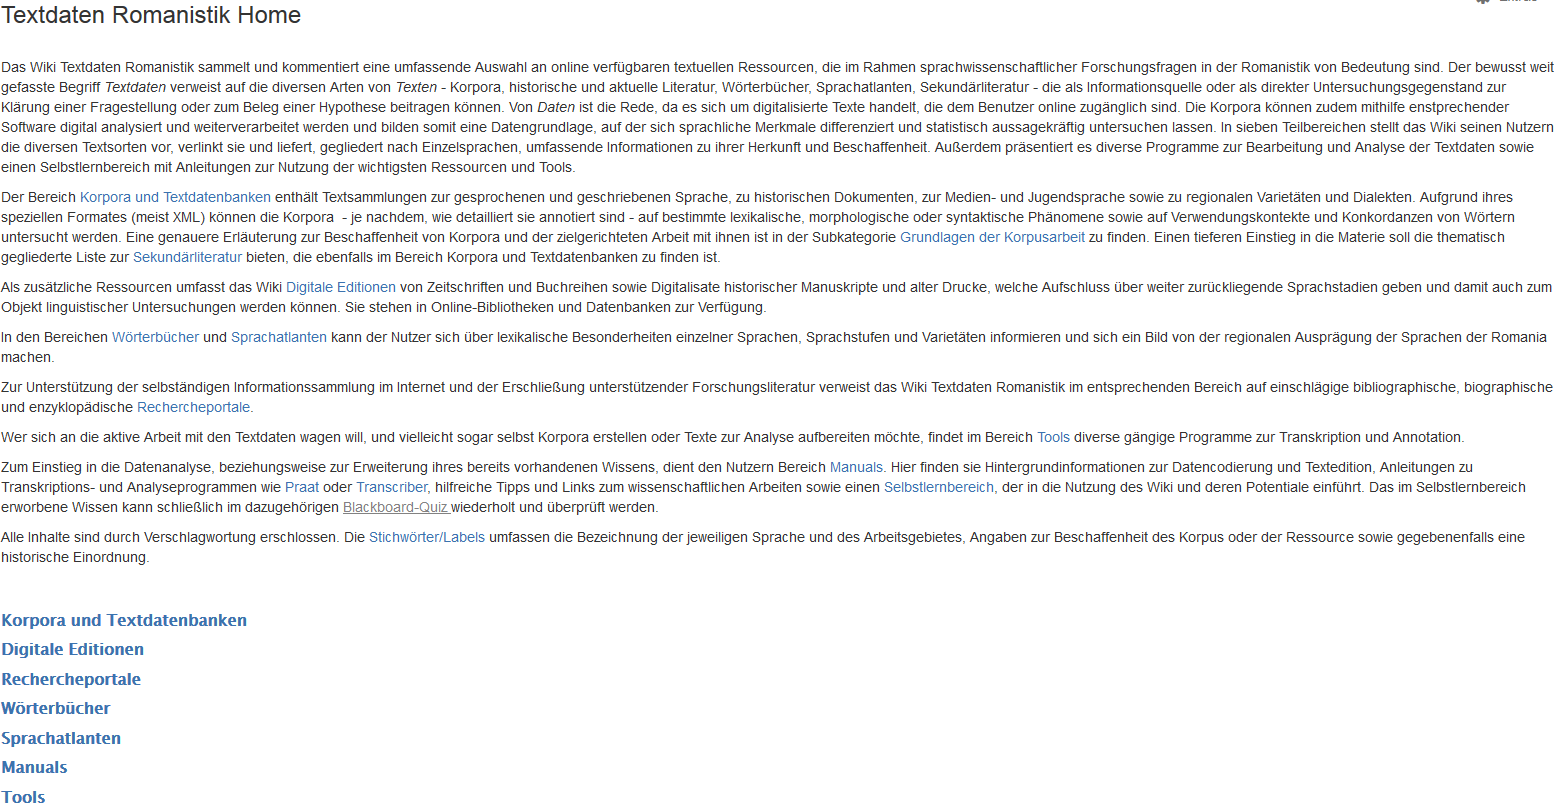 Textdaten Romanistik Home
Das Wiki Textdaten Romanistik sammelt und kommentiert eine umfassende Auswahl an online verfügbaren textuellen Ressourcen, die im Rahmen sprachwissenschaftlicher Forschungsfragen in der Romanistik von Bedeutung sind. Der bewusst weit
gefasste Begriff Textdaten verweist auf die diversen Arten von Texten - Korpora, historische und aktuelle Literatur, Wörterbücher, Sprachatlanten, Sekundärliteratur - die als Informationsquelle oder als direkter Untersuchungsgegenstand zur
Klärung einer Fragestellung oder zum Beleg einer Hypothese beitragen können. Von Daten ist die Rede, da es sich um digitalisierte Texte handelt, die dem Benutzer online zugänglich sind. Die Korpora können zudem mithilfe enstprechender
Software digital analysiert und weiterverarbeitet werden und bilden somit eine Datengrundlage, auf der sich sprachliche Merkmale differenziert und statistisch aussagekräftig untersuchen lassen. In sieben Teilbereichen stellt das Wiki seinen Nutzern
die diversen Textsorten vor, verlinkt sie und liefert, gegliedert nach Einzelsprachen, umfassende Informationen zu ihrer Herkunft und Beschaffenheit. Außerdem präsentiert es diverse Programme zur Bearbeitung und Analyse der Textdaten sowie
einen Selbstlernbereich mit Anleitungen zur Nutzung der wichtigsten Ressourcen und Tools.
Der Bereich Korpora und Textdatenbanken enthält Textsammlungen zur gesprochenen und geschriebenen Sprache, zu historischen Dokumenten, zur Medien- und Jugendsprache sowie zu regionalen Varietäten und Dialekten. Aufgrund ihres
speziellen Formates (meist XML) können die Korpora - je nachdem, wie detailliert sie annotiert sind - auf bestimmte lexikalische, morphologische oder syntaktische Phänomene sowie auf Verwendungskontexte und Konkordanzen von Wörtern
untersucht werden. Eine genauere Erläuterung zur Beschaffenheit von Korpora und der zielgerichteten Arbeit mit ihnen ist in der Subkategorie Grundlagen der Korpusarbeit zu finden. Einen tieferen Einstieg in die Materie soll die thematisch
gegliederte Liste zur Sekundärliteratur bieten, die ebenfalls im Bereich Korpora und Textdatenbanken zu finden ist.
Als zusätzliche Ressourcen umfasst das Wiki Digitale Editionen von Zeitschriften und Buchreihen sowie Digitalisate historischer Manuskripte und alter Drucke, welche Aufschluss über weiter zurückliegende Sprachstadien geben und damit auch zum
Objekt linguistischer Untersuchungen werden können. Sie stehen in Online-Bibliotheken und Datenbanken zur Verfügung.
In den Bereichen Wörterbücher und Sprachatlanten kann der Nutzer sich über lexikalische Besonderheiten einzelner Sprachen, Sprachstufen und Varietäten informieren und sich ein Bild von der regionalen Ausprägung der Sprachen der Romania
machen.
Zur Unterstützung der selbständigen Informationssammlung im Internet und der Erschließung unterstützender Forschungsliteratur verweist das Wiki Textdaten Romanistik im entsprechenden Bereich auf einschlägige bibliographische, biographische
und enzyklopädische Rechercheportale.
Wer sich an die aktive Arbeit mit den Textdaten wagen will, und vielleicht sogar selbst Korpora erstellen oder Texte zur Analyse aufbereiten möchte, findet im Bereich Tools diverse gängige Programme zur Transkription und Annotation.
Zum Einstieg in die Datenanalyse, beziehungsweise zur Erweiterung ihres bereits vorhandenen Wissens, dient den Nutzern Bereich Manuals. Hier finden sie Hintergrundinformationen zur Datencodierung und Textedition, Anleitungen zu
Transkriptions- und Analyseprogrammen wie Praat oder Transcriber, hilfreiche Tipps und Links zum wissenschaftlichen Arbeiten sowie einen Selbstlernbereich, der in die Nutzung des Wiki und deren Potentiale einführt. Das im Selbstlernbereich
erworbene Wissen kann schließlich im dazugehörigen Blackboard-Quiz wiederholt und überprüft werden.
Alle Inhalte sind durch Verschlagwortung erschlossen. Die Stichwörter/Labels umfassen die Bezeichnung der jeweiligen Sprache und des Arbeitsgebietes, Angaben zur Beschaffenheit des Korpus oder der Ressource sowie gegebenenfalls eine
historische Einordnung.
Korpora und Textdatenbanken
Digitale Editionen
Rechercheportale
Wörterbücher
Sprachatlanten
Manuals
Tools